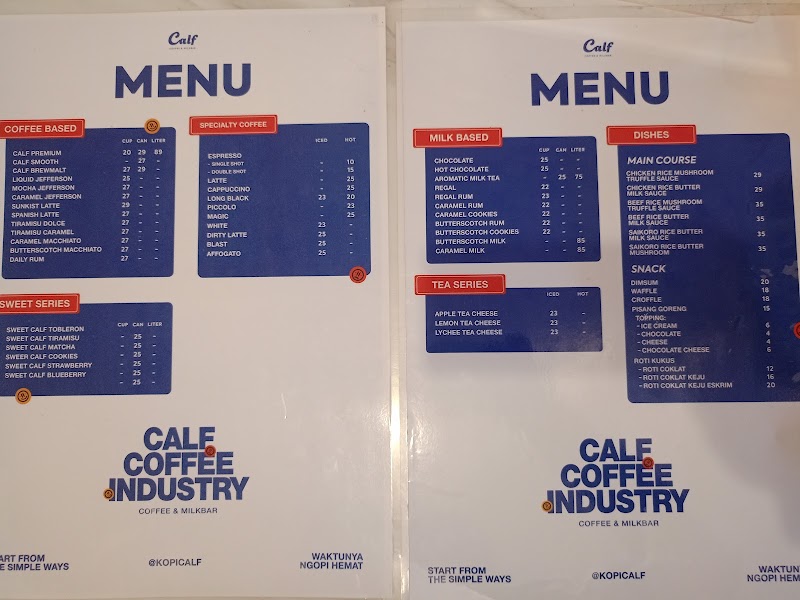 Calf
MENU
COFFEE BASED
CUP CAN LITER
CALF PREMIUM 20 29 89
CALF SMOOTH - 27 -
CALF BREWMALT 27 29 -
LIQUID JEFFERSON 25 - -
MOCHA JEFFERSON 27 - -
CARAMEL JEFFERSON 27 - -
SUNKIST LATTE 29 - -
SPANISH LATTE 27 - -
TIRAMISU DOLCE 27 - -
TIRAMISU CARAMEL 27 - -
CARAMEL MACCHIATO 27 - -
BUTTERSCOTCH MACCHIATO 27 - -
DAILY RUM 27 - -
SWEET SERIES
CUP CAN LITER
SWEET CALF TOBLERON - 25 -
SWEET CALF TIRAMISU - 25 -
SWEET CALF MATCHA - 25 -
SWEER CALF COOKIES - 25 -
SWEET CALF STRAWBERRY - 25 -
SWEET CALF BLUEBERRY - 25 -
SPECIALTY COFFEE
ICED HOT
ESPRESSO
- SINGLE SHOT - 10
- DOUBLE SHOT - 15
LATTE - 25
CAPPUCINO - 25
LONG BLACK 23 20
PICCOLO - 23
MAGIC - 25
WHITE 23 -
DIRTY LATTE 25 -
BLAST 25 -
AFFOGATO 25 -
CALF
COFFEE
INDUSTRY
COFFEE & MILKBAR
ART FROM
E SIMPLE WAYS
@KOPICALF
WAKTUNYA
NGOPI HEMAT
Calf
MENU
MILK BASED
CUP CAN LITER
CHOCOLATE 25 - -
HOT CHOCOLATE 25 - -
AROMATIC MILK TEA - 25 75
REGAL 22 - -
REGAL RUM 23 - -
CARAMEL RUM 22 - -
CARAMEL COOKIES 22 - -
BUTTERSCOTCH RUM 22 - -
BUTTERSCOTCH COOKIES 22 - -
BUTTERSCOTCH MILK - - 85
CARAMEL MILK - - 85
TEA SERIES
ICED HOT
APPLE TEA CHEESE 23 -
LEMON TEA CHEESE 23 -
LYCHEE TEA CHEESE 23 -
DISHES
MAIN COURSE
CHICKEN RICE MUSHROOM
TRUFFLE SAUCE 29
CHICKEN RICE BUTTER
MILK SAUCE 29
BEEF RICE MUSHROOM
TRUFFLE SAUCE 35
BEEF RICE BUTTER
MILK SAUCE 35
SAIKORO RICE BUTTER
MILK SAUCE 35
SAIKORO RICE BUTTER
MUSHROOM 35
SNACK
DIMSUM 20
WAFFLE 18
CROFFLE 18
PISANG GORENG 15
TOPPING:
- ICE CREAM 6
- CHOCOLATE 4
- CHEESE 4
- CHOCOLATE CHEESE 6
ROTI KUKIJS
- ROTI COKLAT 12
- ROTI COKLAT KEJU 16
- ROTI COKLAT KEJU ESKRIM 20
CALF
COFFEE
INDUSTRY
COFFEE & MILKBAR
START FROM
THE SIMPLE WAYS
@KOPICALF
WAKTUN
NGOPI HEM